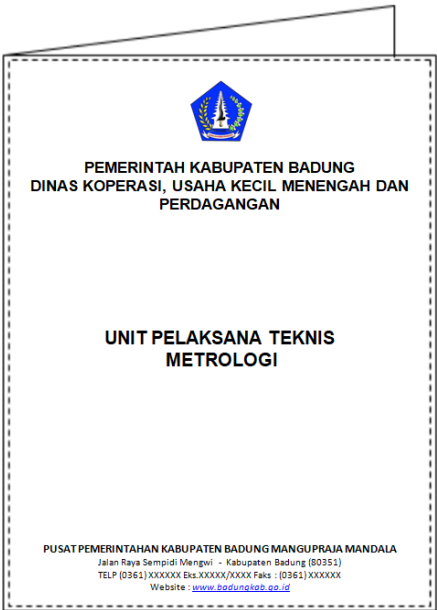 PEMERINTAH KABUPATEN BADUNG
DINAS KOPERASI, USAHA KECIL MENENGAH DAN
PERDAGANGAN
UNIT PELAKSANA TEKNIS
METROLOGI
PUSAT PEMERINTAHAN KABUPATEN BADUNG MANGUPRAJA MANDALA
Jalan Raya Sempidi Mengwi - Kabupaten Badung (80351)
TELP (0361) XXXXXX Eks.XXXXX/XXXX Faks : (0361) XXXXXX
Website : www.badungkab.go.id